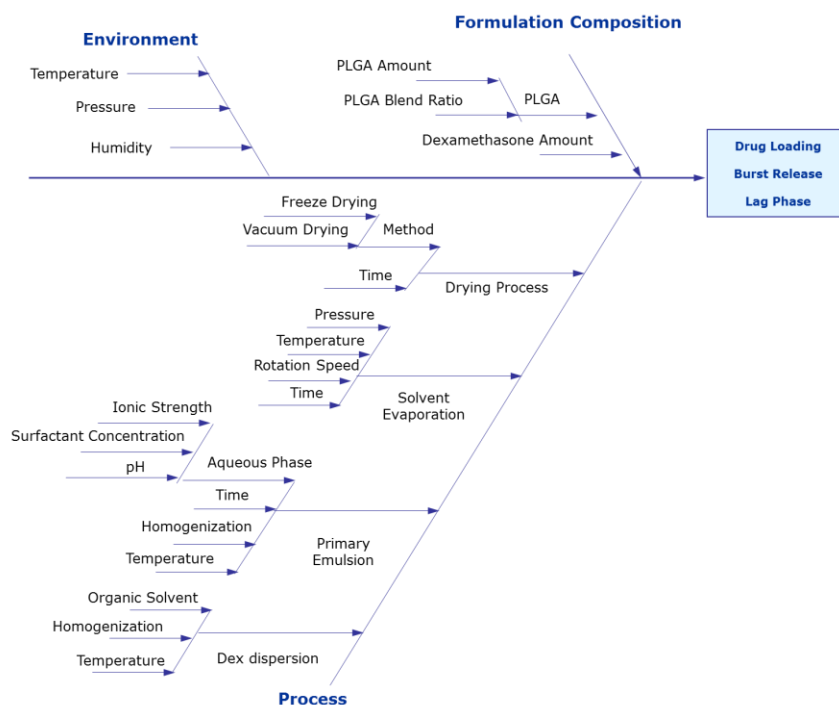 Formulation Composition
Environment
PLGA Amount
Temperature
PLGA Blend Ratio
PLGA
Pressure
Dexamethasone Amount
Humidity
Drug Loading
Burst Release
Lag Phase
Freeze Drying
Vacuum Drying
Method
Time
Drying Process
Pressure
Temperature
Rotation Speed
Time
Solvent
Evaporation
Ionic Strength
Surfactant Concentration
pH
Aqueous Phase
Time
Homogenization
Temperature
Primary
Emulsion
Organic Solvent
Homogenization
Temperature
Dex dispersion
Process